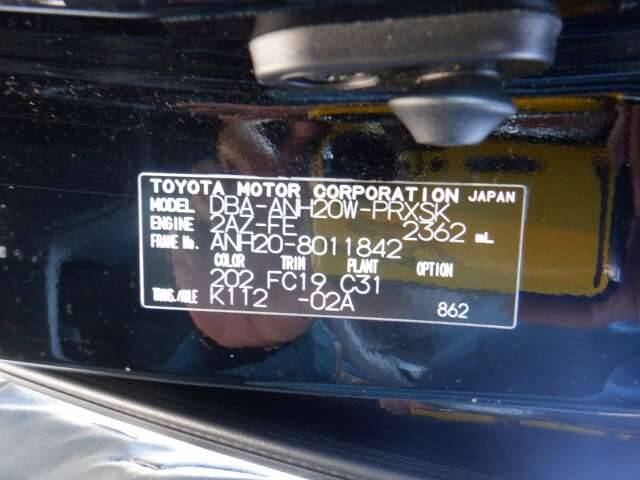 TOYOTA MOTOR CORPORATION JAPAN
MODEL DBA-ANH20W-PRXSK
ENGINE 2AZ-FE 2362 mL
FRAME No. ANH20-8011842
COLOR TRIM PLANT OPTION
202 FC19 C31
TRANS./AXLE K112 -02A 862